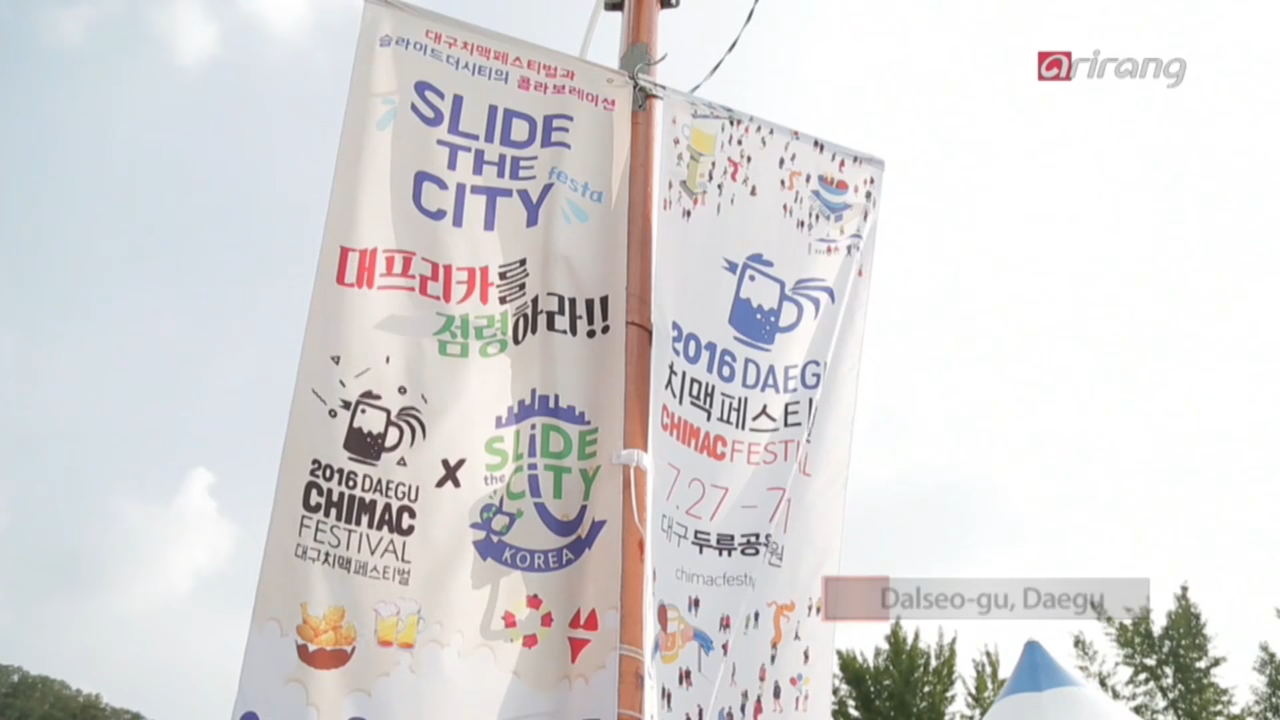 대구치맥페스티벌과
슬라이드더시티의 콜라보레이션
SLIDE
THE
CITY
festa
대프리카를
점령하라!!
2016 DAEGU
CHIMAC
FESTIVAL
대구치맥페스티벌
X
SLiDE
the CiTY
KOREA
2016 DAEGU
치맥페스티
CHIMAC FESTI
7.27 –
대구 두류공원
chimacfestiv
arirang
Dalseo-gu, Daegu